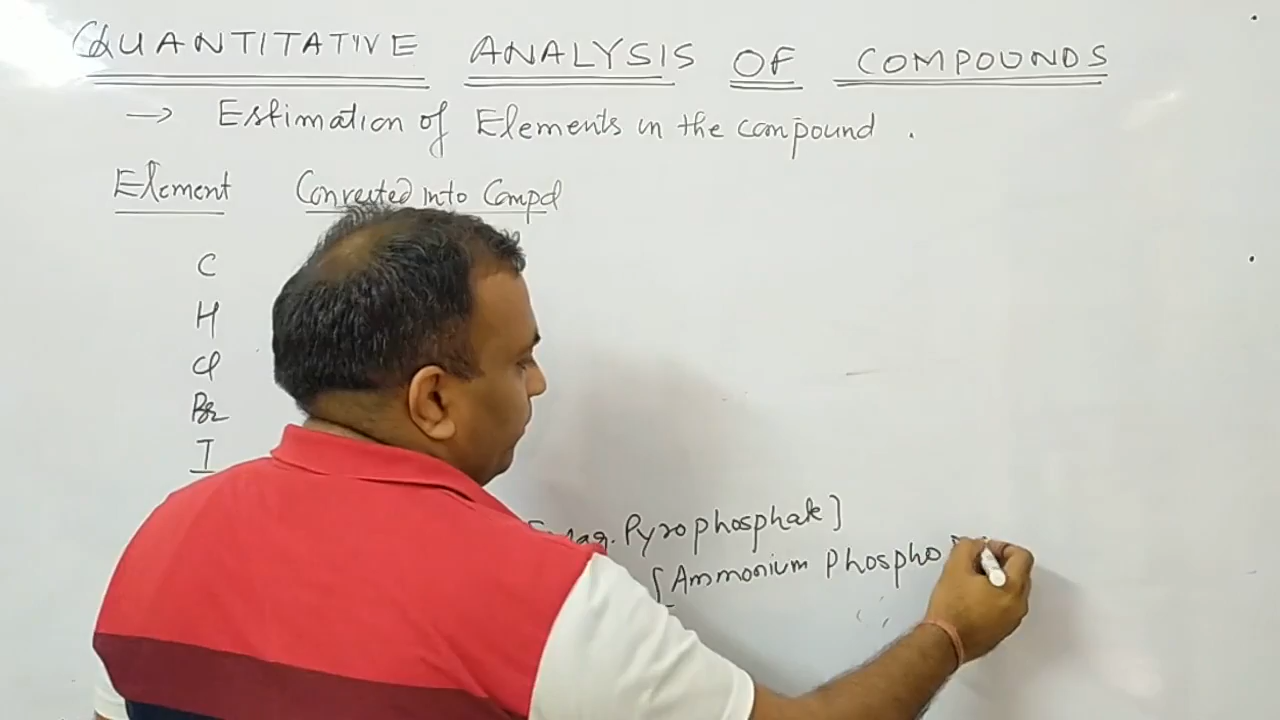 QUANTITATIVE ANALYSIS OF COMPOUNDS
→ Estimation of Elements in the compound .
Element Converted into Compd
C
H
Cl
Br
I
[Mag. Pyrophosphate]
[Ammonium Phospho